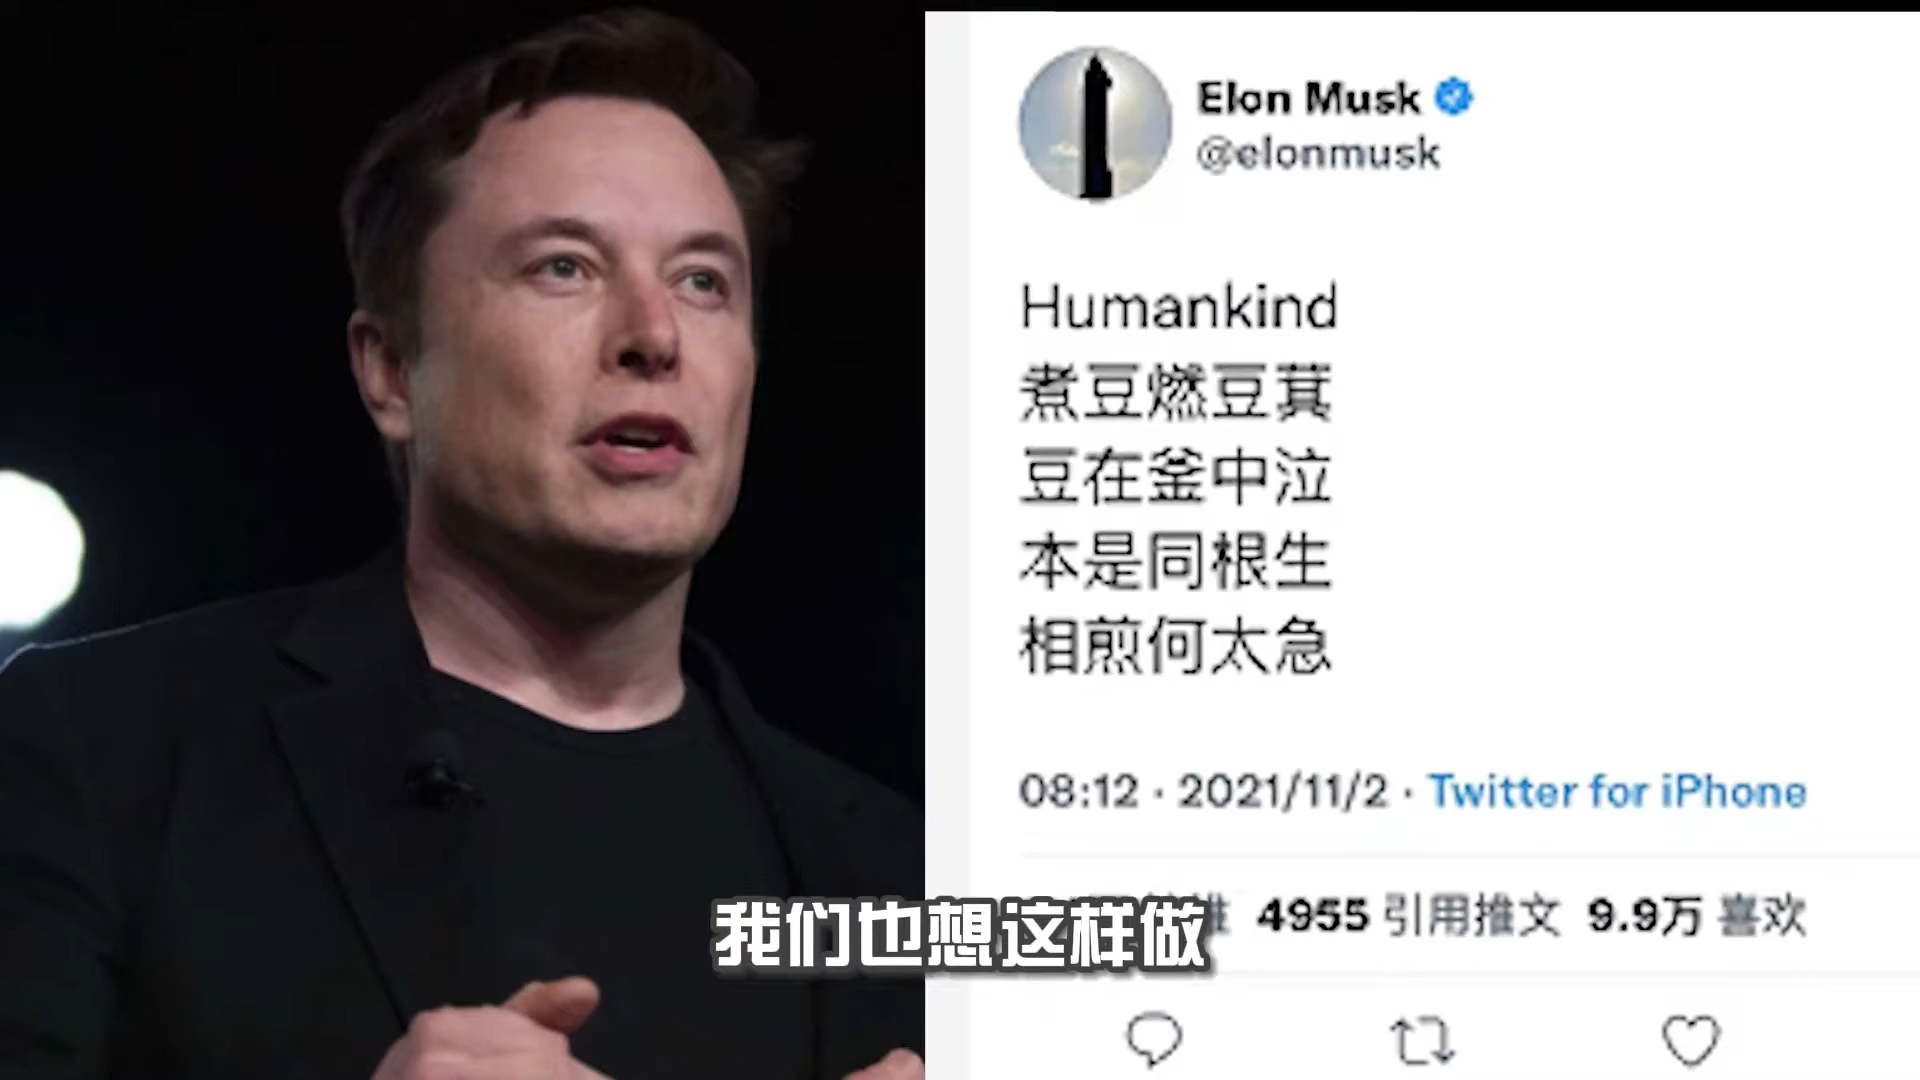 Elon Musk
@elonmusk
Humankind
煮豆燃豆萁
豆在釜中泣
本是同根生
相煎何太急
08:12 · 2021/11/2 · Twitter for iPhone
4955 引用推文 9.9万 喜欢
我们也想这样做